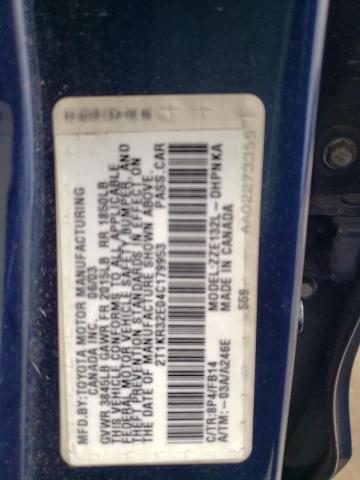 MFD.BY:TOYOTA MOTOR MANUFACTURING
CANADA INC. 06/03
GVWR 3845LB GAWR FR 2015LB RR 1850LB
THIS VEHICLE CONFORMS TO ALL APPLICABLE
FEDERAL MOTOR VEHICLE SAFETY, BUMPER, AND
THEFT PREVENTION STANDARDS IN EFFECT ON
THE DATE OF MANUFACTURE SHOWN ABOVE.
2T1KR32E04C179953 PASS.CAR
C/TR:8P4/FB14 MODEL:ZZE132L-DHPNKA
A/TM:-03A/A246E MADE IN CANADA
559
AA02273355